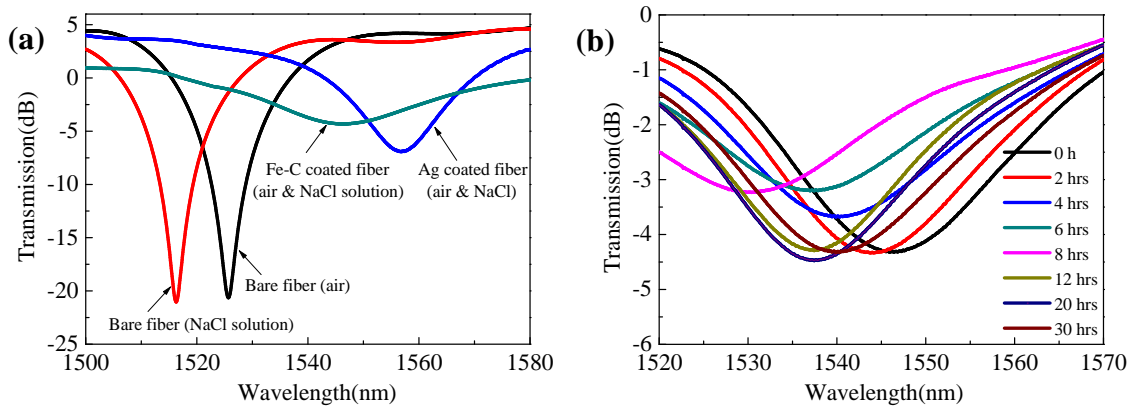 (a)
5
0
-5
-10
-15
-20
-25
Transmission(dB)
1500
1520
1540
1560
1580
Wavelength(nm)
Fe-C coated fiber
(air & NaCl solution)
Ag coated fiber
(air & NaCl)
Bare fiber (air)
Bare fiber (NaCl solution)
(b)
-0
-1
-2
-3
-4
-5
-6
Transmission(dB)
1520
1530
1540
1550
1560
1570
Wavelength(nm)
0 h
2 hrs
4 hrs
6 hrs
8 hrs
12 hrs
20 hrs
30 hrs